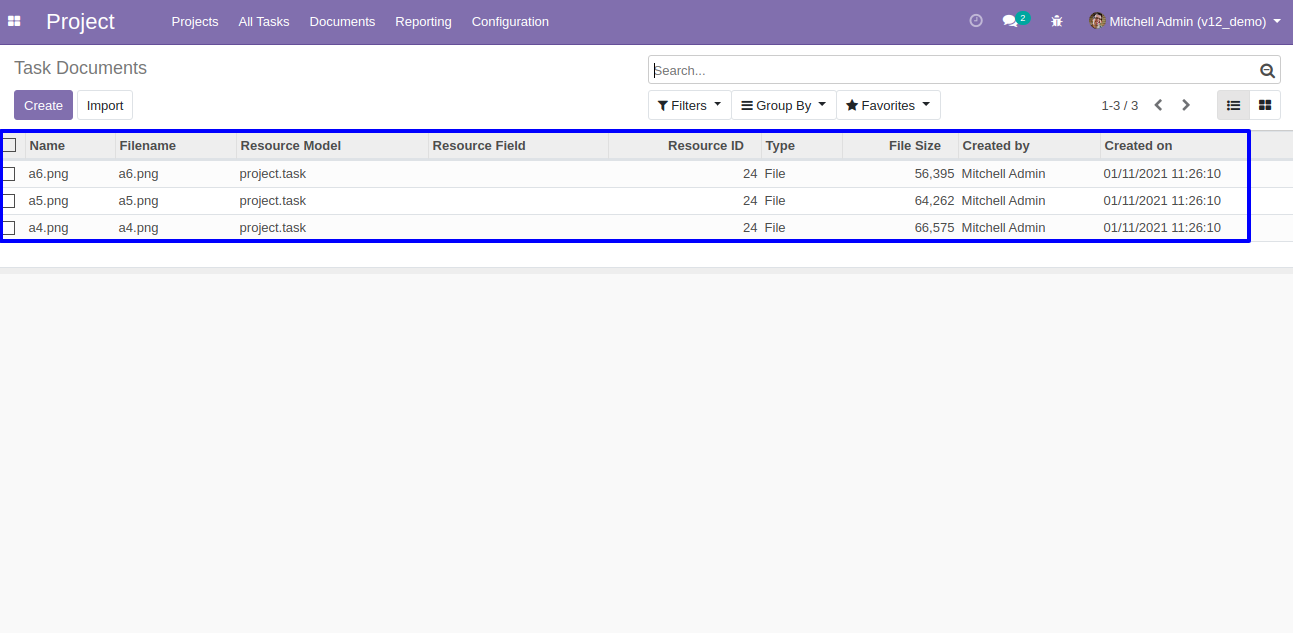 Project Projects All Tasks Documents Reporting Configuration 2 Mitchell Admin (v12_demo)
Task Documents Search...
Create Import Filters Group By Favorites 1-3 / 3
Name Filename Resource Model Resource Field Resource ID Type File Size Created by Created on
a6.png a6.png project.task 24 File 56,395 Mitchell Admin 01/11/2021 11:26:10
a5.png a5.png project.task 24 File 64,262 Mitchell Admin 01/11/2021 11:26:10
a4.png a4.png project.task 24 File 66,575 Mitchell Admin 01/11/2021 11:26:10